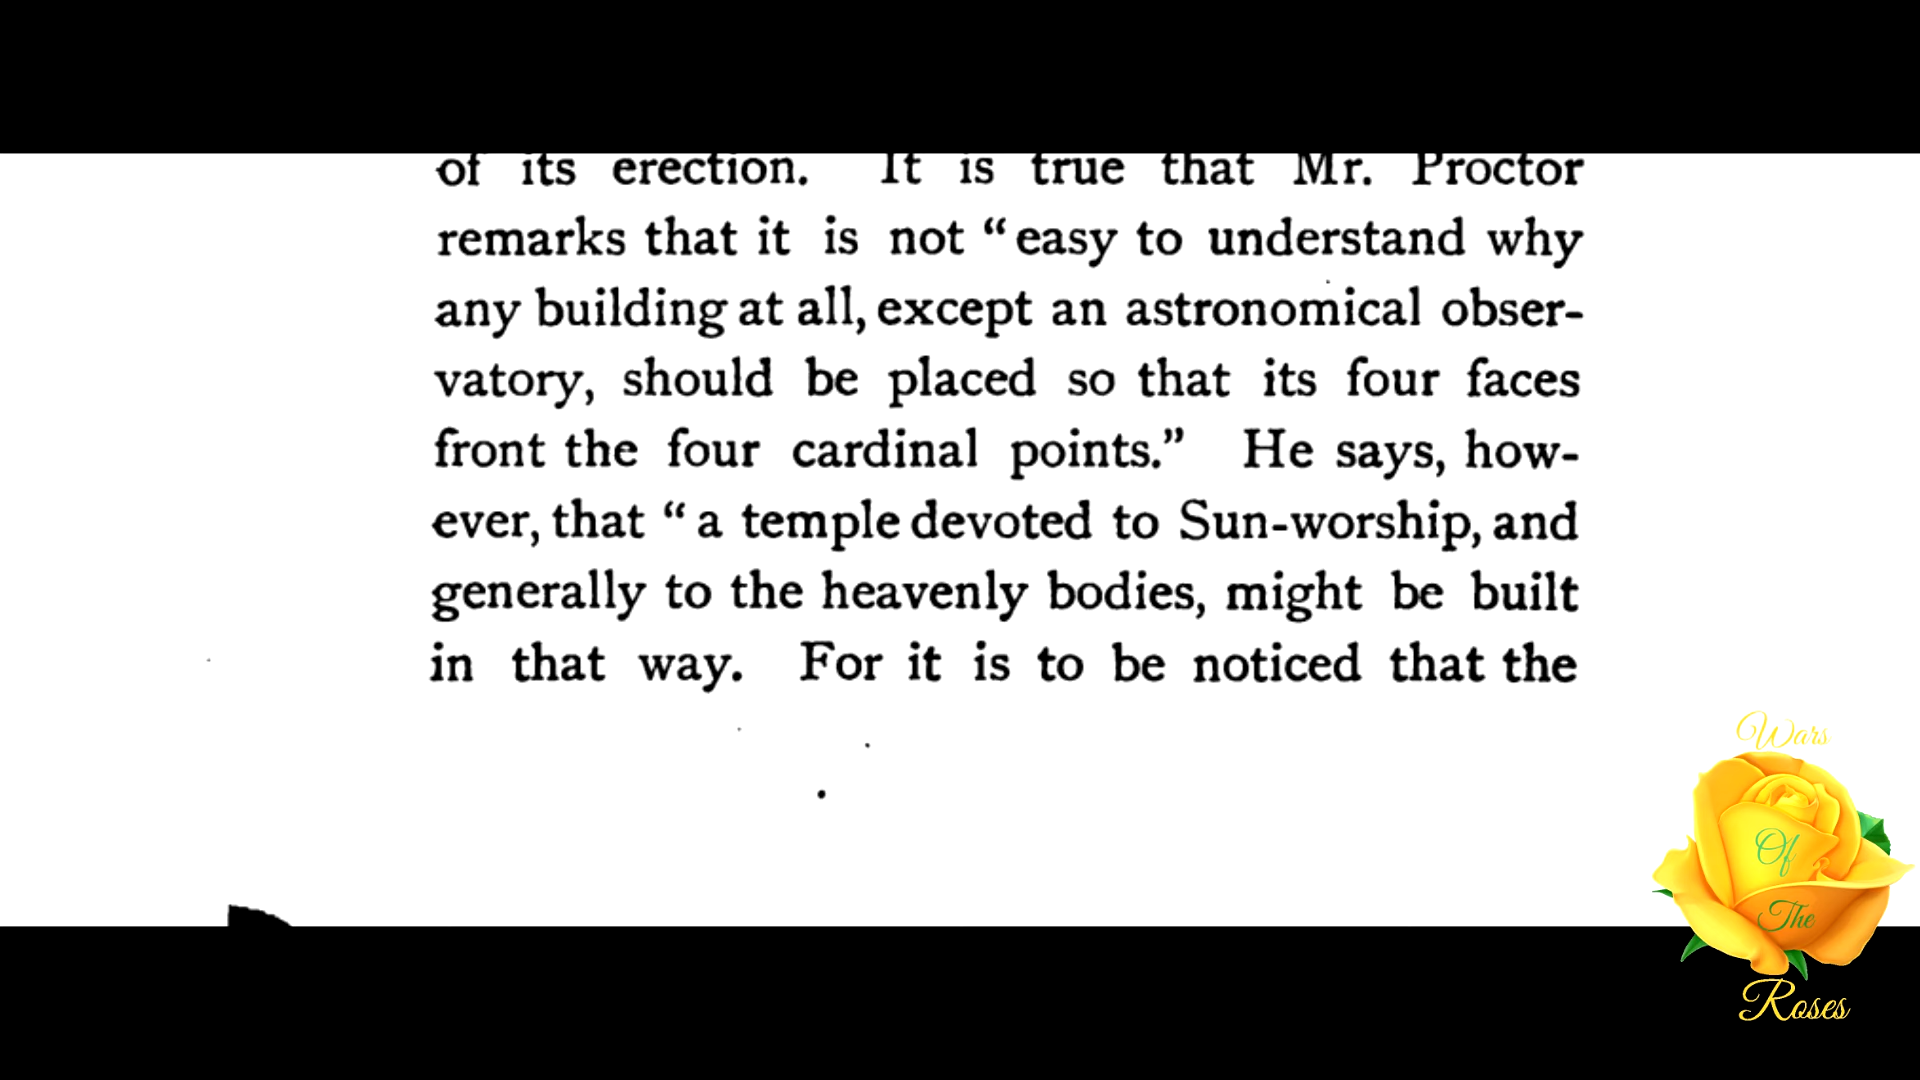 of its erection. It is true that Mr. Proctor
remarks that it is not “easy to understand why
any building at all, except an astronomical obser-
vatory, should be placed so that its four faces
front the four cardinal points.” He says, how-
ever, that “a temple devoted to Sun-worship, and
generally to the heavenly bodies, might be built
in that way. For it is to be noticed that the
Wars
Of
The
Roses